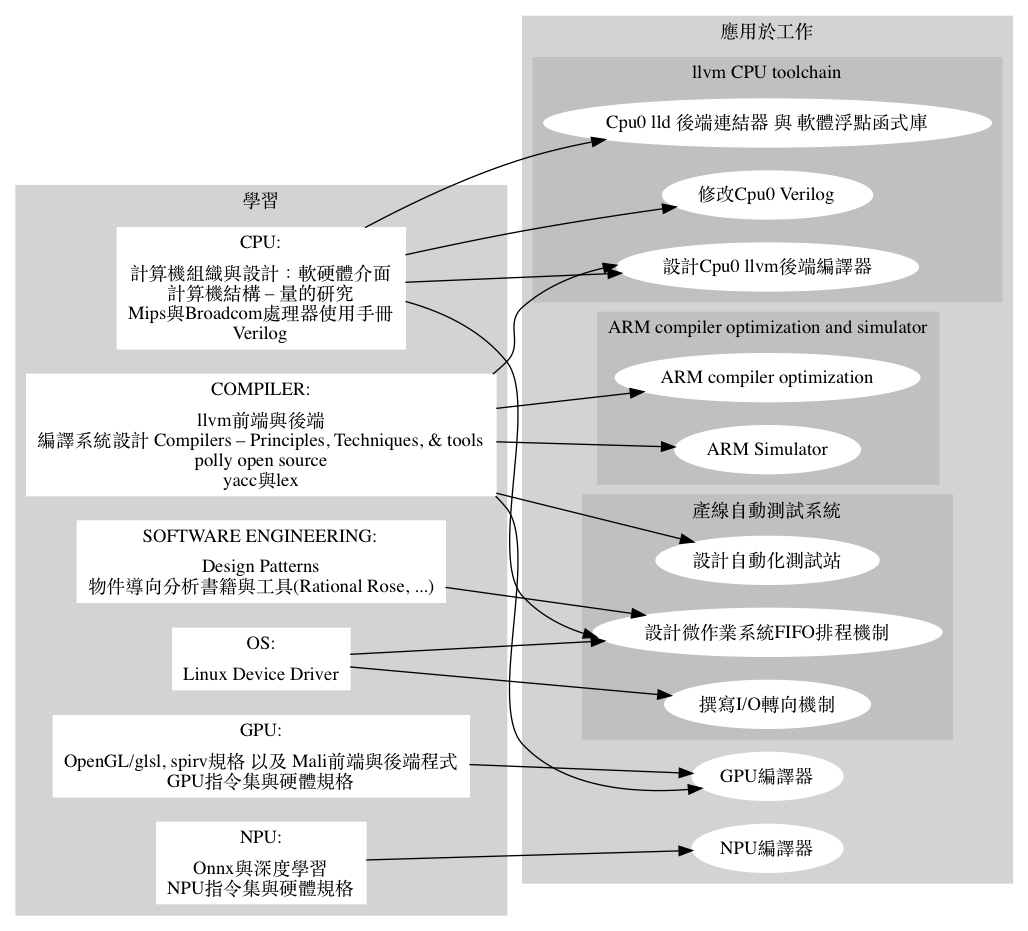 學習
CPU:
計算機組織與設計：軟硬體介面
計算機結構 – 量的研究
Mips與Broadcom處理器使用手冊
Verilog
COMPILER:
llvm前端與後端
編譯系統設計 Compilers – Principles, Techniques, & tools
polly open source
yacc與lex
SOFTWARE ENGINEERING:
Design Patterns
物件導向分析書籍與工具(Rational Rose, ...)
OS:
Linux Device Driver
GPU:
OpenGL/glsl, spirv規格 以及 Mali前端與後端程式
GPU指令集與硬體規格
NPU:
Onnx與深度學習
NPU指令集與硬體規格
應用於工作
llvm CPU toolchain
Cpu0 lld 後端連結器 與 軟體浮點函式庫
修改Cpu0 Verilog
設計Cpu0 llvm後端編譯器
ARM compiler optimization and simulator
ARM compiler optimization
ARM Simulator
產線自動測試系統
設計自動化測試站
設計微作業系統FIFO排程機制
撰寫I/O轉向機制
GPU編譯器
NPU編譯器